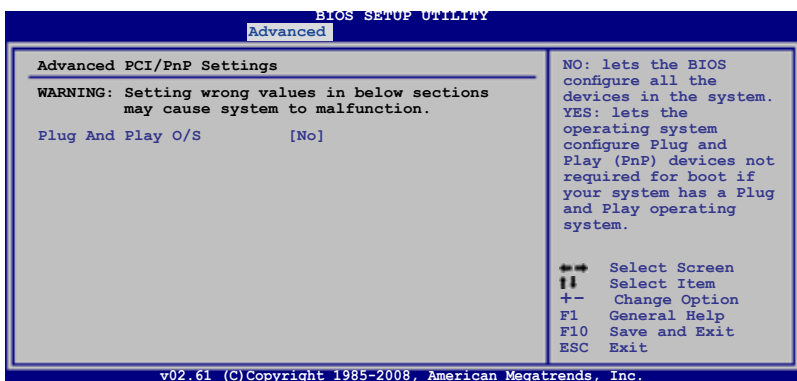 BIOS SETUP UTILITY
Advanced
Advanced PCI/PnP Settings
WARNING: Setting wrong values in below sections
may cause system to malfunction.
Plug And Play O/S [No]
NO: lets the BIOS
configure all the
devices in the system.
YES: lets the
operating system
configure Plug and
Play (PnP) devices not
required for boot if
your system has a Plug
and Play operating
system.
←→ Select Screen
↑↓ Select Item
+- Change Option
F1 General Help
F10 Save and Exit
ESC Exit
v02.61 (C)Copyright 1985-2008, American Megatrends, Inc.